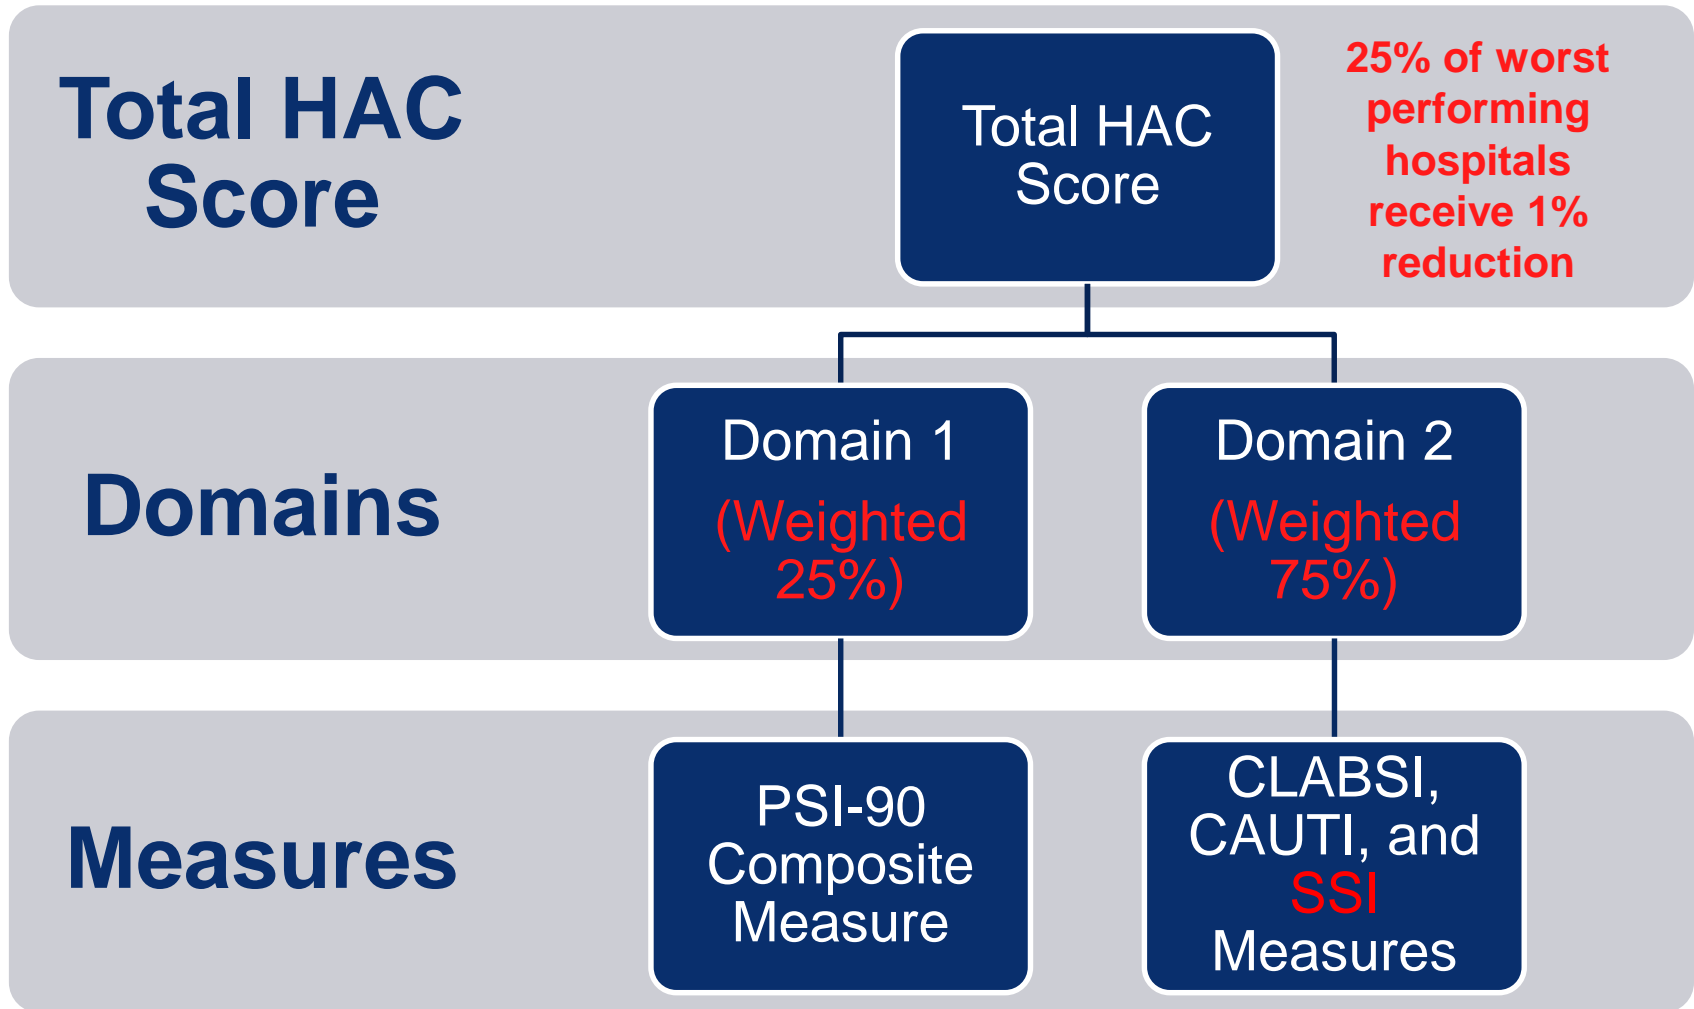 Total HAC
Score
Total HAC
Score
25% of worst
performing
hospitals
receive 1%
reduction
Domains
Domain 1
(Weighted
25%)
Domain 2
(Weighted
75%)
Measures
PSI-90
Composite
Measure
CLABSI,
CAUTI, and
SSI
Measures